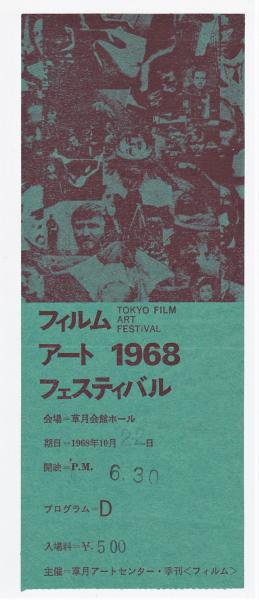 フィルム
TOKYO FILM
ART
FESTIVAL
アート 1968
フェスティバル
会場=草月会館ホール
期日=1968年10月22日
開映=P.M. 6.30
プログラム=D
入場料=¥.500
主催=草月アートセンター・季刊<フィルム>